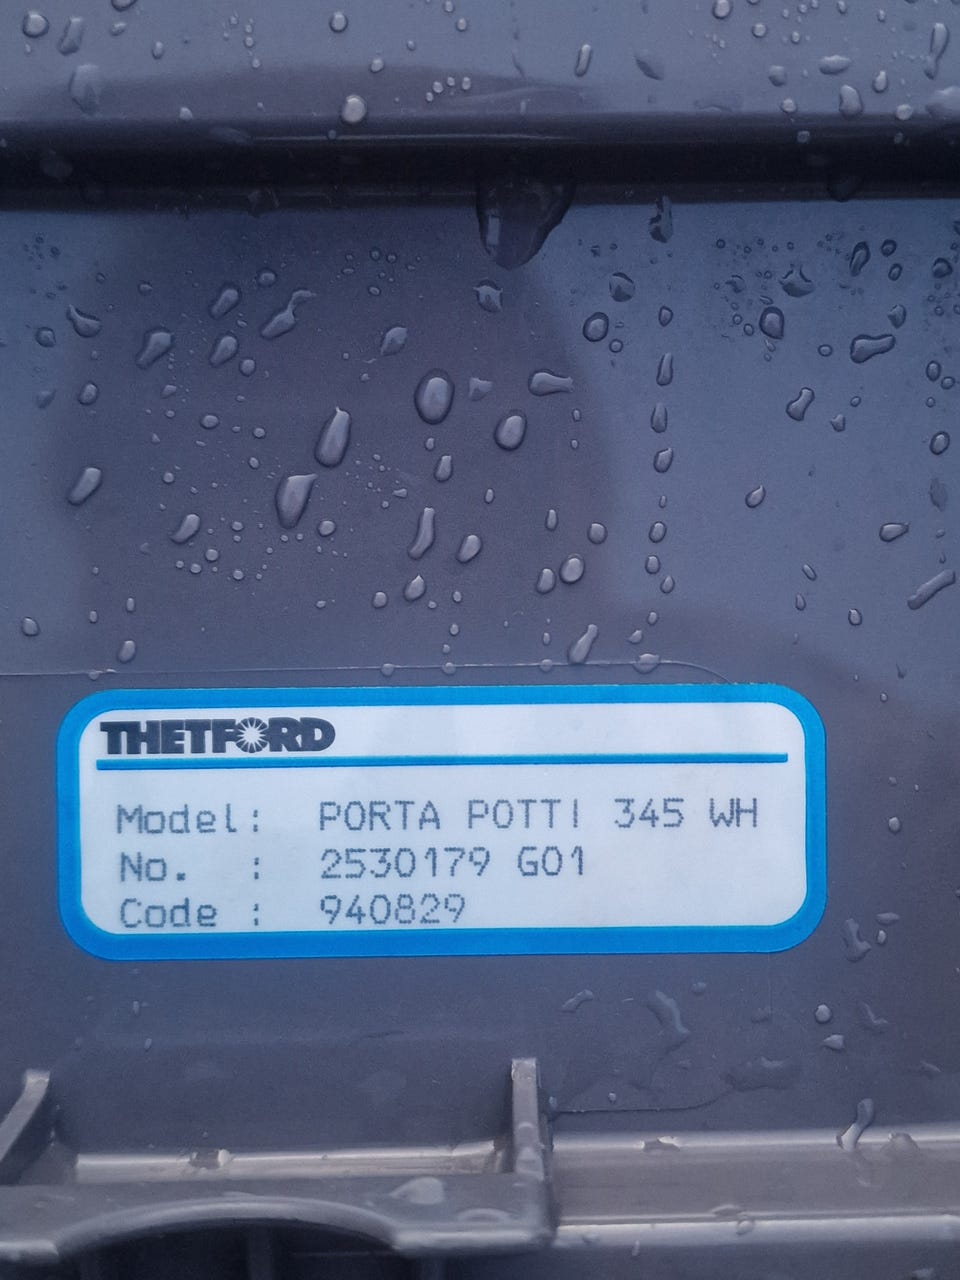 THETFORD
Model: PORTA POTTI 345 WH
No. : 2530179 G01
Code : 940829